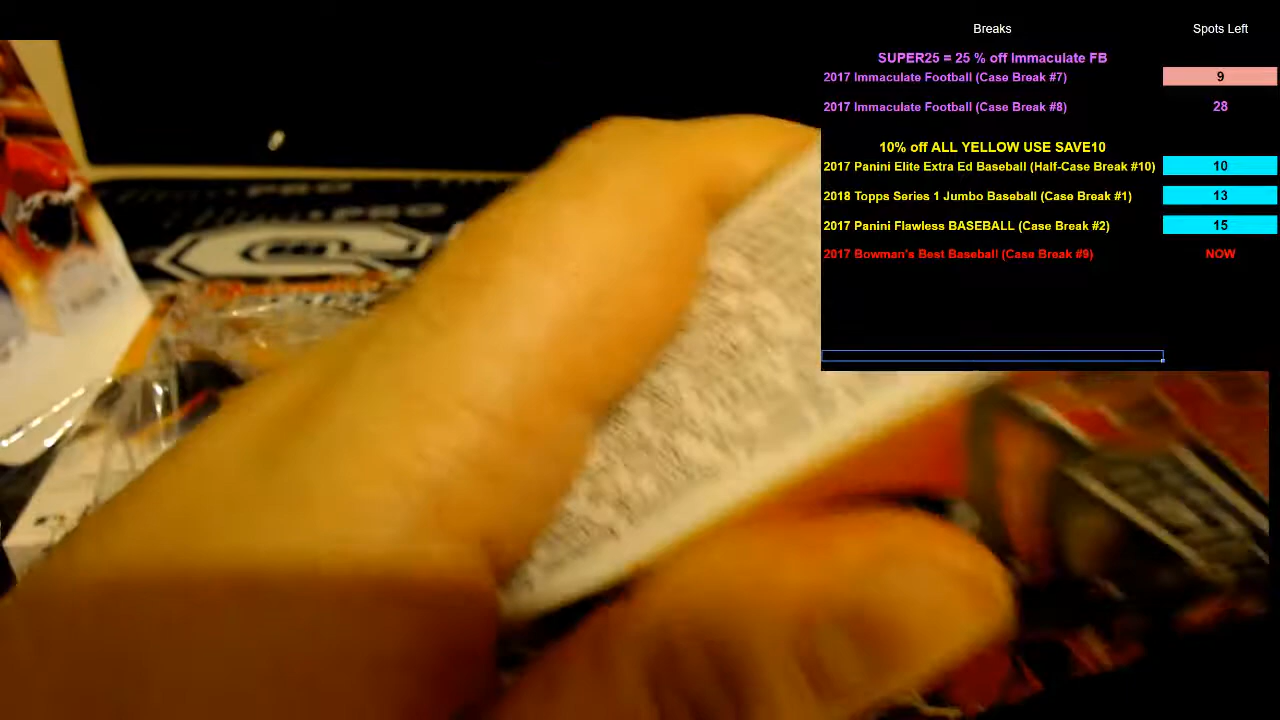 Breaks Spots Left
SUPER25 = 25 % off Immaculate FB
2017 Immaculate Football (Case Break #7) 9
2017 Immaculate Football (Case Break #8) 28
10% off ALL YELLOW USE SAVE10
2017 Panini Elite Extra Ed Baseball (Half-Case Break #10) 10
2018 Topps Series 1 Jumbo Baseball (Case Break #1) 13
2017 Panini Flawless BASEBALL (Case Break #2) 15
2017 Bowman's Best Baseball (Case Break #9) NOW
PRO